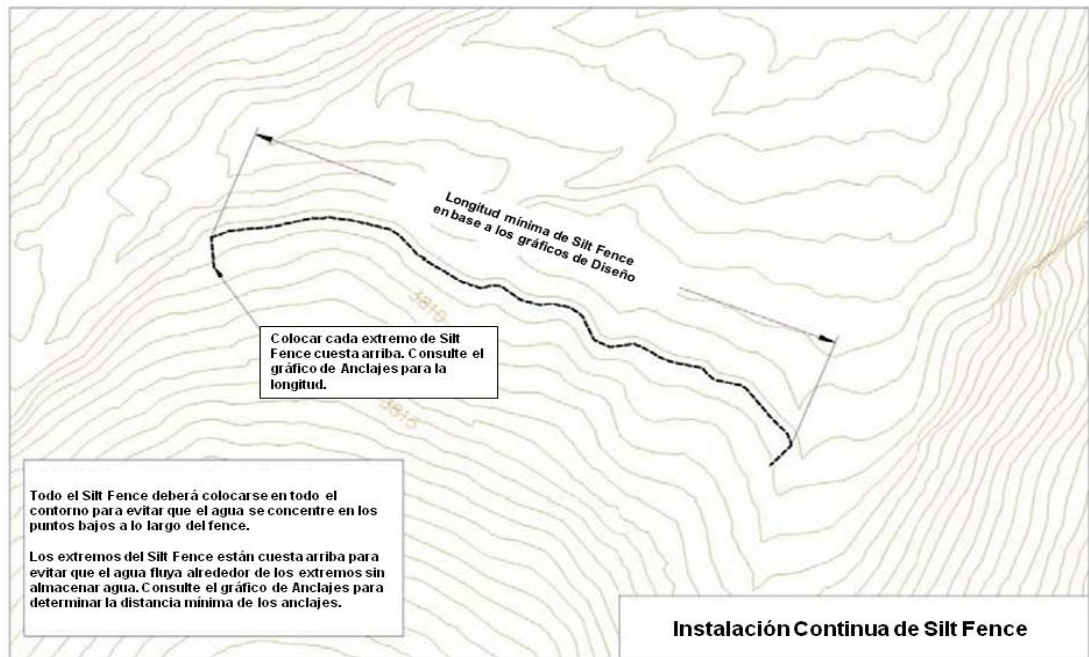 Longitud mínima de Silt Fence
en base a los gráficos de Diseño
3810
Colocar cada extremo de Silt
Fence cuesta arriba. Consulte el
gráfico de Anclajes para la
longitud.
3816
Todo el Silt Fence deberá colocarse en todo el
contorno para evitar que el agua se concentre en los
puntos bajos a lo largo del fence.
Los extremos del Silt Fence están cuesta arriba para
evitar que el agua fluya alrededor de los extremos sin
almacenar agua. Consulte el gráfico de Anclajes para
determinar la distancia mínima de los anclajes.
Instalación Continua de Silt Fence